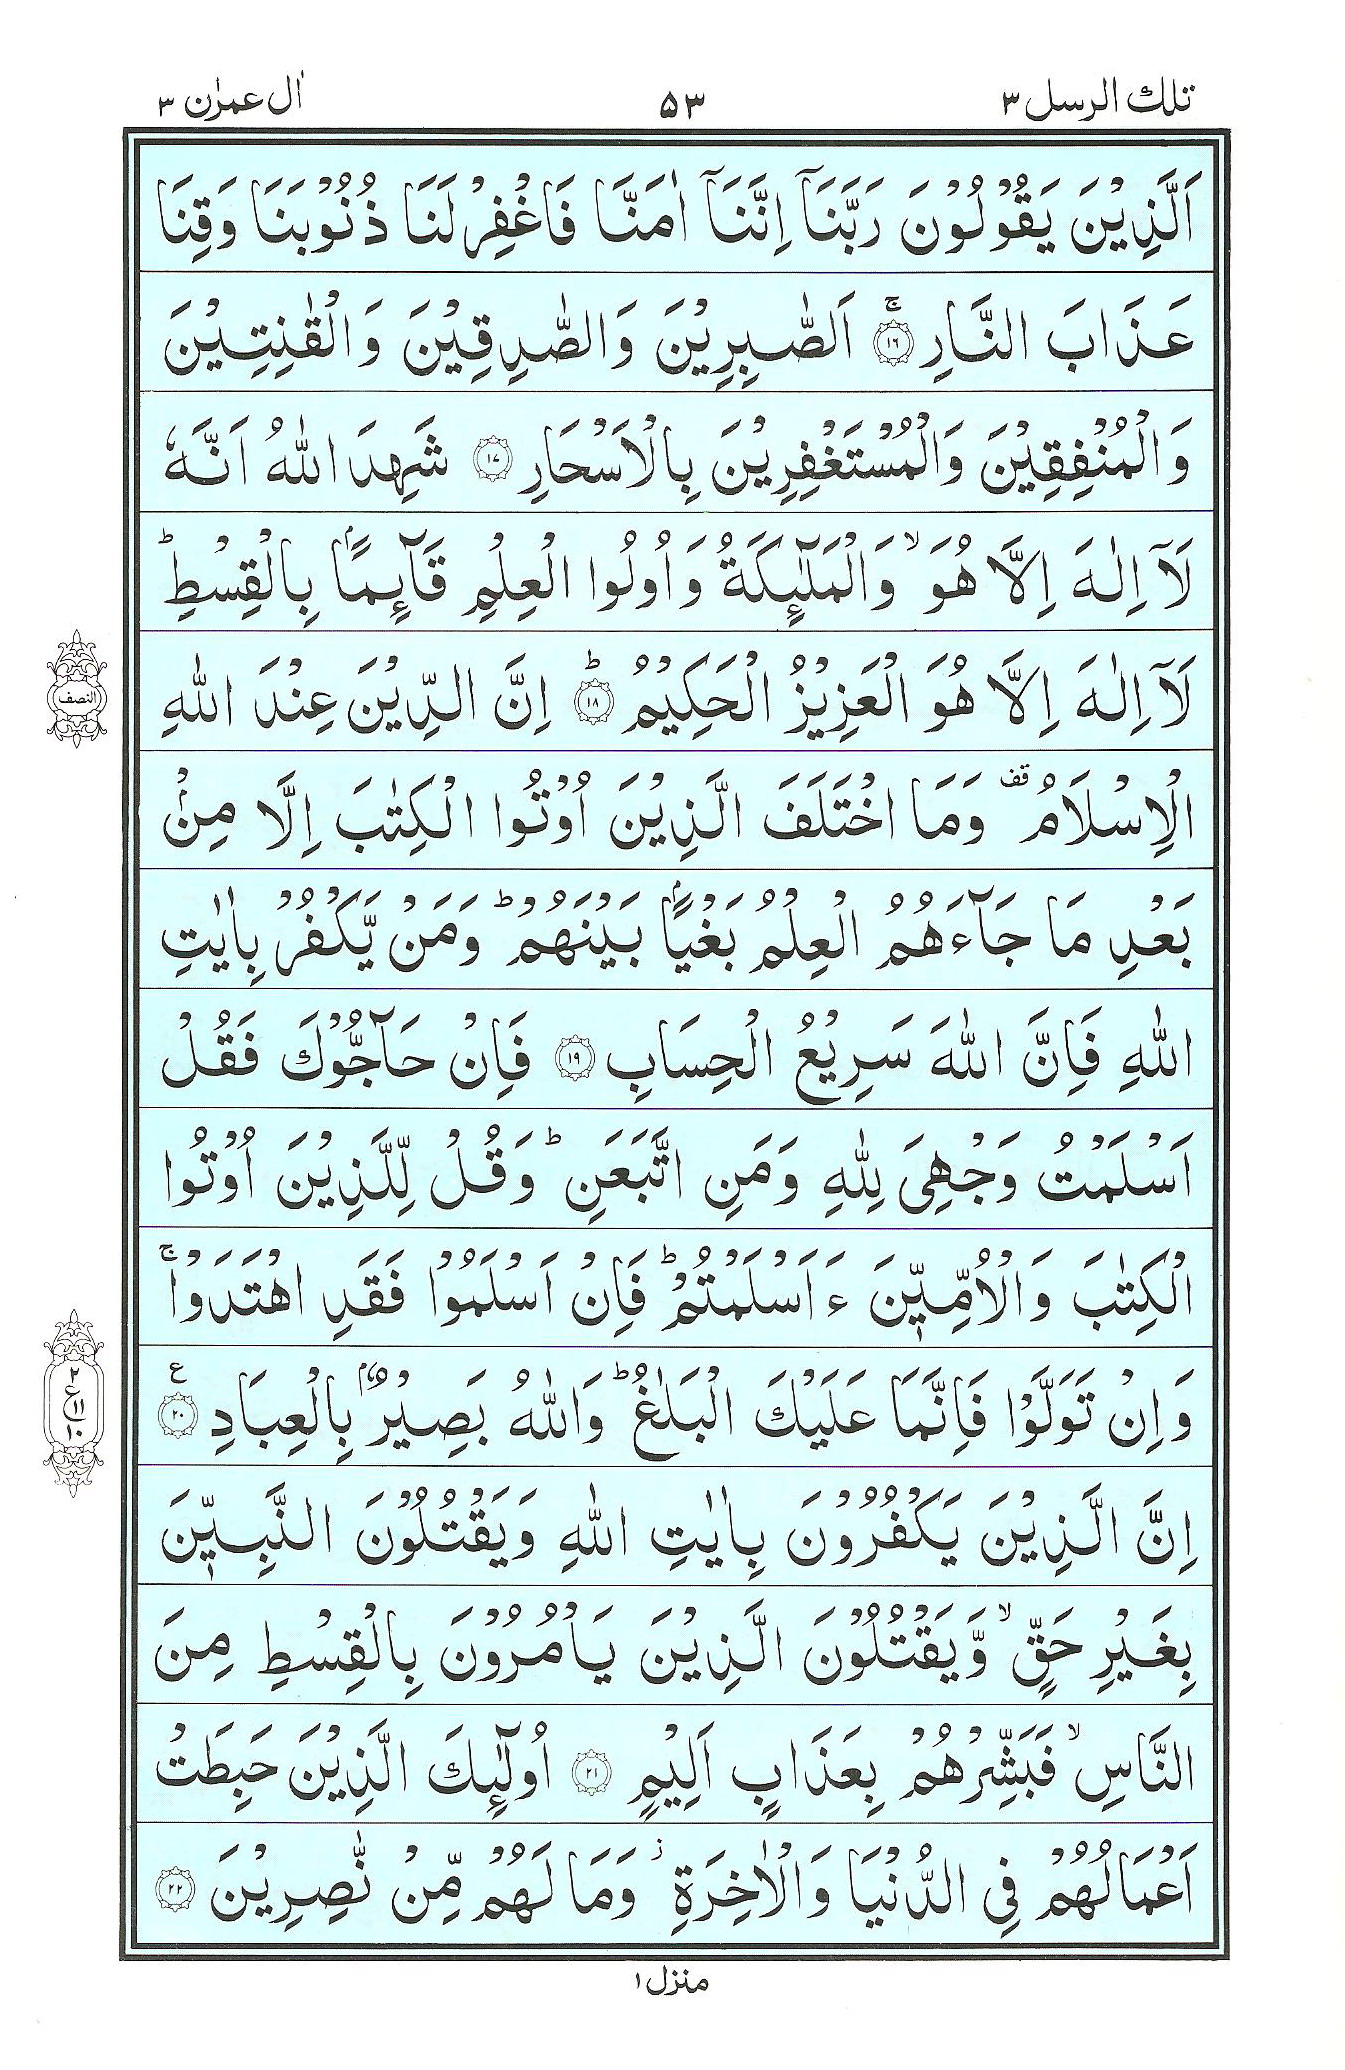 تلك الرسل ٣
٥٣
اٰل عمرٰن ٣
اَلَّذِيْنَ يَقُوْلُوْنَ رَبَّنَآ اِنَّنَآ اٰمَنَّا فَاغْفِرْ لَنَا ذُنُوْبَنَا وَقِنَا
عَذَابَ النَّارِ ۚ ١٦ اَلصّٰبِرِيْنَ وَالصّٰدِقِيْنَ وَالْقٰنِتِيْنَ
وَالْمُنْفِقِيْنَ وَالْمُسْتَغْفِرِيْنَ بِالْاَسْحَارِ ١٧ شَهِدَ اللّٰهُ اَنَّهٗ
لَآ اِلٰهَ اِلَّا هُوَ ۙ وَالْمَلٰٓئِكَةُ وَاُولُوا الْعِلْمِ قَآئِمًاۢ بِالْقِسْطِ ؕ
لَآ اِلٰهَ اِلَّا هُوَ الْعَزِيْزُ الْحَكِيْمُ ؕ ١٨ اِنَّ الدِّيْنَ عِنْدَ اللّٰهِ
النصف
الْاِسْلَامُ قف وَمَا اخْتَلَفَ الَّذِيْنَ اُوْتُوا الْكِتٰبَ اِلَّا مِنْۢ
بَعْدِ مَا جَآءَهُمُ الْعِلْمُ بَغْيًاۢ بَيْنَهُمْ ؕ وَمَنْ يَّكْفُرْ بِاٰيٰتِ
اللّٰهِ فَاِنَّ اللّٰهَ سَرِيْعُ الْحِسَابِ ١٩ فَاِنْ حَآجُّوْكَ فَقُلْ
اَسْلَمْتُ وَجْهِيَ لِلّٰهِ وَمَنِ اتَّبَعَنِ ؕ وَقُلْ لِّلَّذِيْنَ اُوْتُوا
الْكِتٰبَ وَالْاُمِّيّٖنَ ءَاَسْلَمْتُمْ ؕ فَاِنْ اَسْلَمُوْا فَقَدِ اهْتَدَوْا ۚ
وَاِنْ تَوَلَّوْا فَاِنَّمَا عَلَيْكَ الْبَلٰغُ ؕ وَاللّٰهُ بَصِيْرٌۢ بِالْعِبَادِ ع ٢٠
٢
ع ١١
١٠
اِنَّ الَّذِيْنَ يَكْفُرُوْنَ بِاٰيٰتِ اللّٰهِ وَيَقْتُلُوْنَ النَّبِيّٖنَ
بِغَيْرِ حَقٍّ ۙ وَّيَقْتُلُوْنَ الَّذِيْنَ يَاْمُرُوْنَ بِالْقِسْطِ مِنَ
النَّاسِ ۙ فَبَشِّرْهُمْ بِعَذَابٍ اَلِيْمٍ ٢١ اُولٰٓئِكَ الَّذِيْنَ حَبِطَتْ
اَعْمَالُهُمْ فِي الدُّنْيَا وَالْاٰخِرَةِ ز وَمَا لَهُمْ مِّنْ نّٰصِرِيْنَ ٢٢
منزل ١